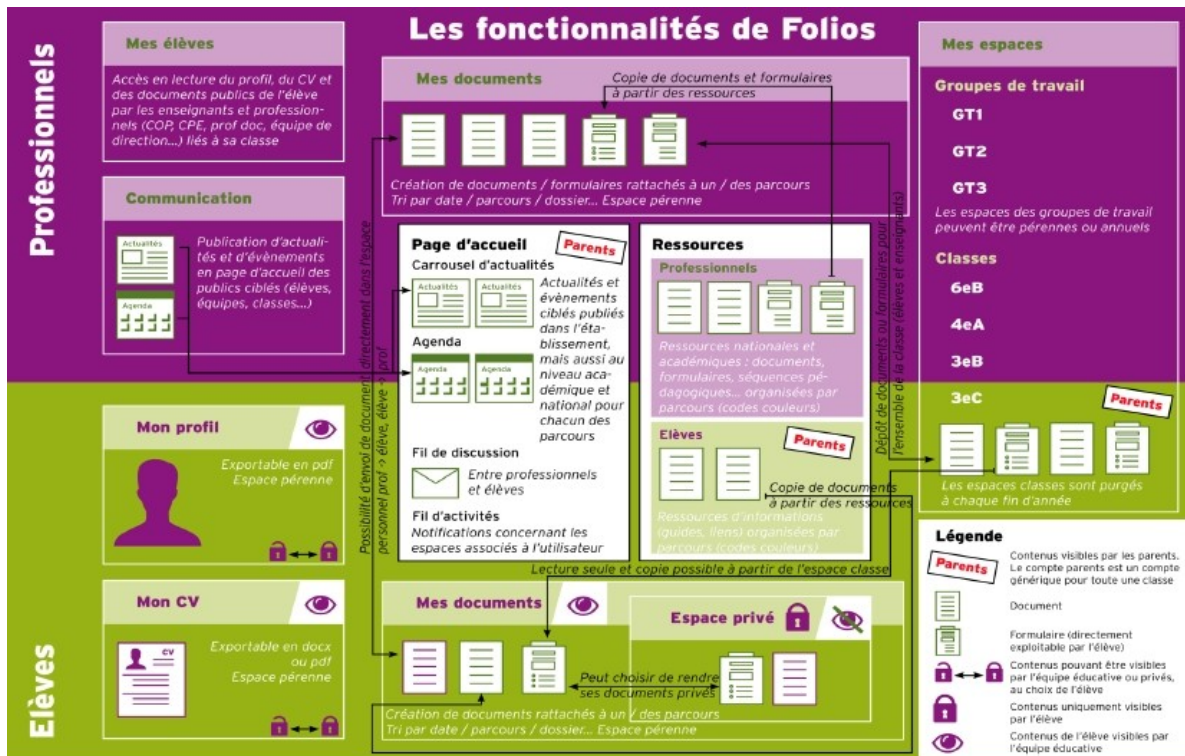 Les fonctionnalités de Folios
Professionnels
Mes élèves
Accès en lecture du profil, du CV et
des documents publics de l'élève
par les enseignants et profession-
nels (COP, CPE, prof doc, équipe de
direction...) liés à sa classe
Communication
Actualités
Agenda
Publication d'actuali-
tés et d'évènements
en page d'accueil des
publics ciblés (élèves,
équipes, classes...)
Mes documents
Copie de documents et formulaires
à partir des ressources
Création de documents / formulaires rattachés à un / des parcours
Tri par date / parcours / dossier... Espace pérenne
Possibilité d'envoi de document directement dans l'espace
personnel prof -> élève, élève -> prof
Page d'accueil
Parents
Carrousel d'actualités
Actualités
Actualités
Agenda
Agenda
Agenda
Actualités et
évènements
ciblés publiés
dans l'éta-
blissement,
mais aussi au
niveau aca-
démique et
national pour
chacun des
parcours
Fil de discussion
Entre professionnels
et élèves
Fil d'activités
Notifications concernant les
espaces associés à l'utilisateur
Ressources
Professionnels
Ressources nationales et
académiques : documents,
formulaires, séquences pé-
dagogiques... organisées par
parcours (codes couleurs)
Elèves
Parents
Copie de documents
à partir des ressources
Ressources d'informations
(guides, liens) organisées par
parcours (codes couleurs)
Dépôt de documents ou formulaires pour
l'ensemble de la classe (élèves et enseignants)
Mes espaces
Groupes de travail
GT1
GT2
GT3
Les espaces des groupes de travail
peuvent être pérennes ou annuels
Classes
6eB
4eA
3eB
3eC
Parents
Les espaces classes sont purgés
à chaque fin d'année
Elèves
Mon profil
Exportable en pdf
Espace pérenne
Mon CV
CV
Exportable en docx
ou pdf
Espace pérenne
Lecture seule et copie possible à partir de l'espace classe
Mes documents
Espace privé
Peut choisir de rendre
ses documents privés
Création de documents rattachés à un / des parcours
Tri par date / parcours / dossier... Espace pérenne
Légende
Parents
Contenus visibles par les parents.
Le compte parents est un compte
générique pour toute une classe
Document
Formulaire (directement
exploitable par l'élève)
Contenus pouvant être visibles
par l'équipe éducative ou privés,
au choix de l'élève
Contenus uniquement visibles
par l'élève
Contenus de l'élève visibles par
l'équipe éducative